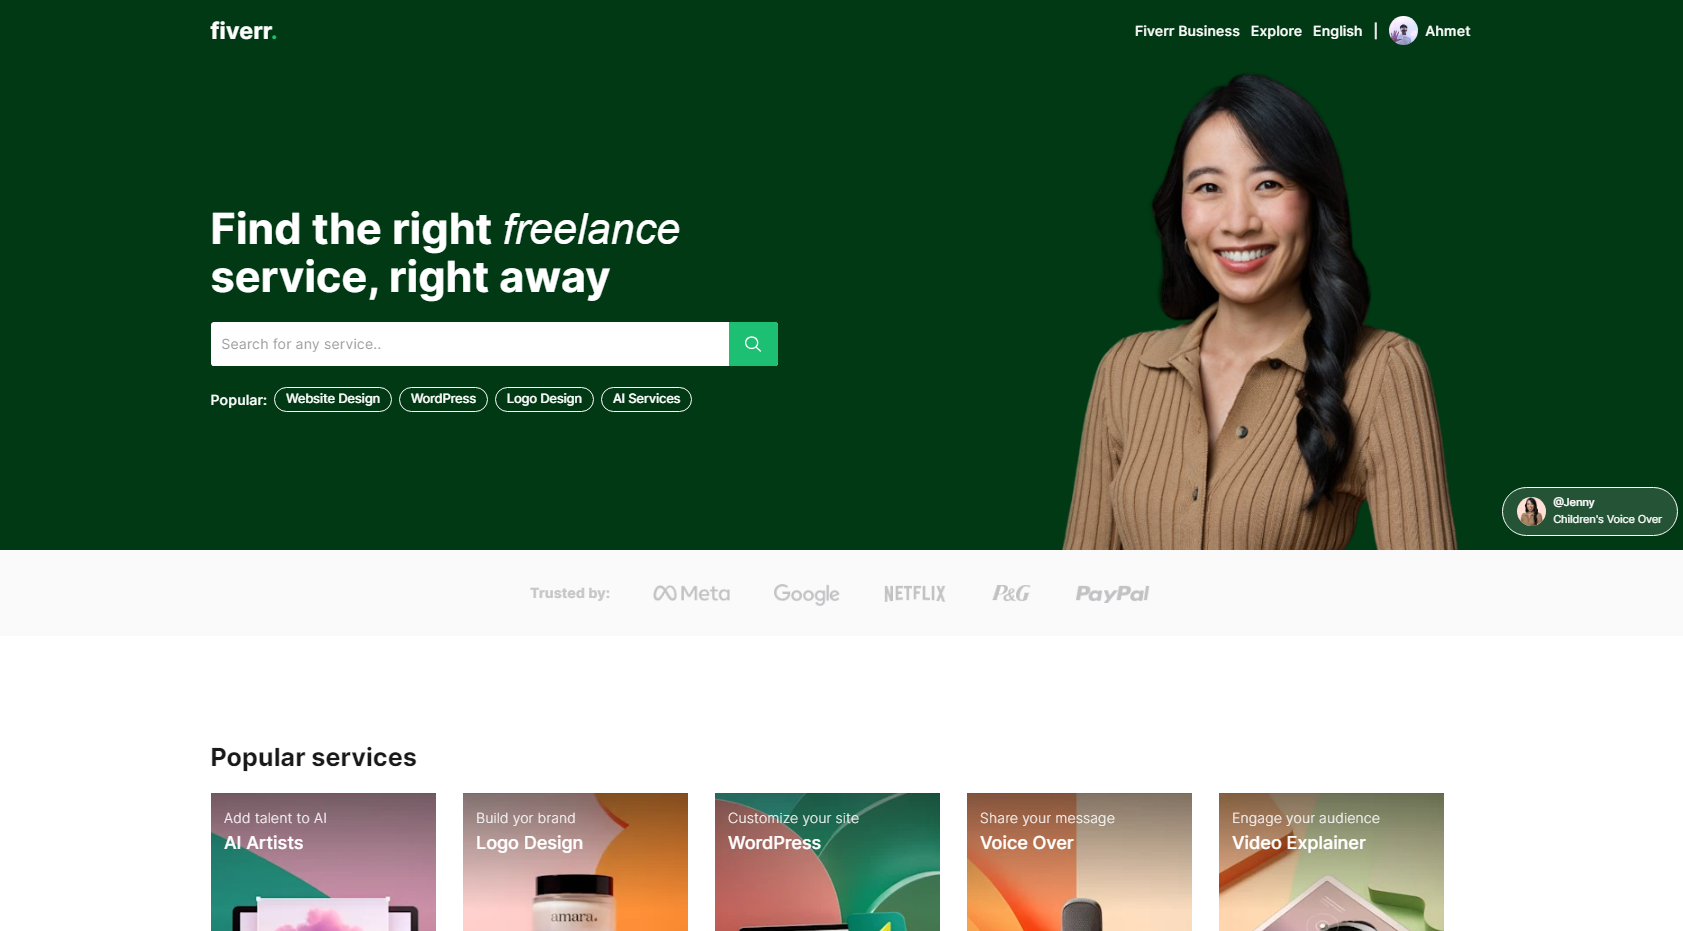 fiverr.
Fiverr Business Explore English | Ahmet
Find the right freelance
service, right away
Search for any service..
Popular: Website Design WordPress Logo Design AI Services
@Jenny
Children's Voice Over
Trusted by: Meta Google NETFLIX P&G PayPal
Popular services
Add talent to AI
AI Artists
Build yor brand
Logo Design
amara.
Customize your site
WordPress
Share your message
Voice Over
Engage your audience
Video Explainer